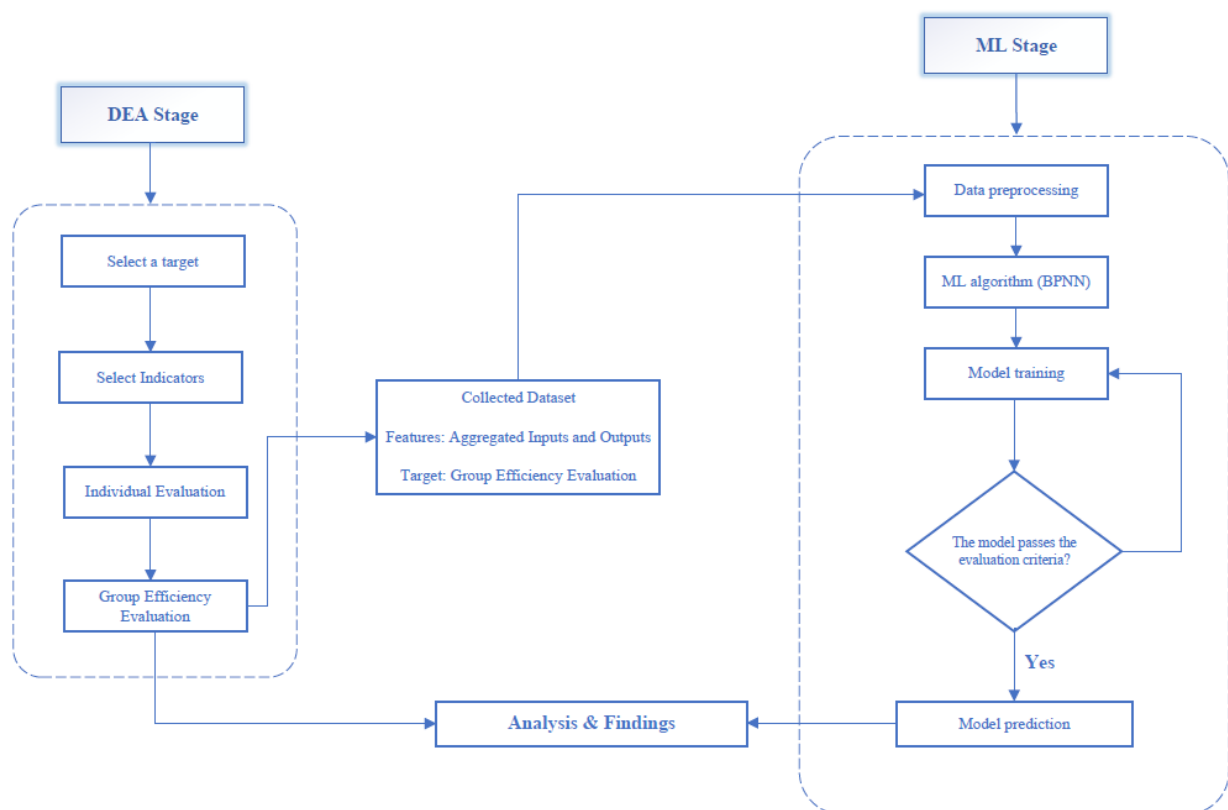 DEA Stage
Select a target
Select Indicators
Individual Evaluation
Group Efficiency
Evaluation
Collected Dataset
Features: Aggregated Inputs and Outputs
Target: Group Efficiency Evaluation
ML Stage
Data preprocessing
ML algorithm (BPNN)
Model training
The model passes the
evaluation criteria?
Yes
Model prediction
Analysis & Findings